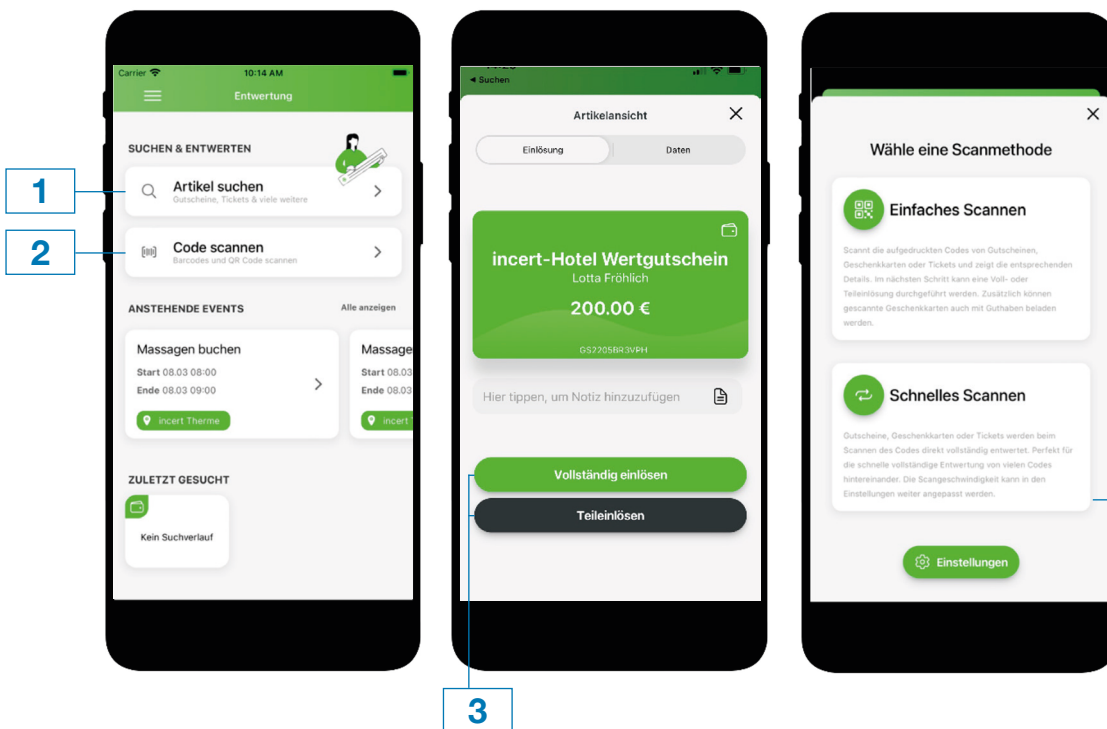 Carrier
10:14 AM
Entwertung
SUCHEN & ENTWERTEN
Artikel suchen
Gutscheine, Tickets & viele weitere
Code scannen
Barcodes und QR Code scannen
ANSTEHENDE EVENTS
Alle anzeigen
Massagen buchen
Start 08.03 08:00
Ende 08.03 09:00
incert Therme
Massage
Start 08.03
Ende 08.03
incert
ZULETZT GESUCHT
Kein Suchverlauf
1
2
Suchen
Artikelansicht
Einlösung
Daten
incert-Hotel Wertgutschein
Lotta Fröhlich
200.00 €
GS2205BR3VPH
Hier tippen, um Notiz hinzuzufügen
Vollständig einlösen
Teileinlösen
3
Wähle eine Scanmethode
Einfaches Scannen
Scannt die aufgedruckten Codes von Gutscheinen,
Geschenkkarten oder Tickets und zeigt die entsprechenden
Details. Im nächsten Schritt kann eine Voll- oder
Teileinlösung durchgeführt werden. Zusätzlich können
gescannte Geschenkkarten auch mit Guthaben beladen
werden.
Schnelles Scannen
Gutscheine, Geschenkkarten oder Tickets werden beim
Scannen des Codes direkt vollständig entwertet. Perfekt für
die schnelle vollständige Entwertung von vielen Codes
hintereinander. Die Scangeschwindigkeit kann in den
Einstellungen weiter angepasst werden.
Einstellungen